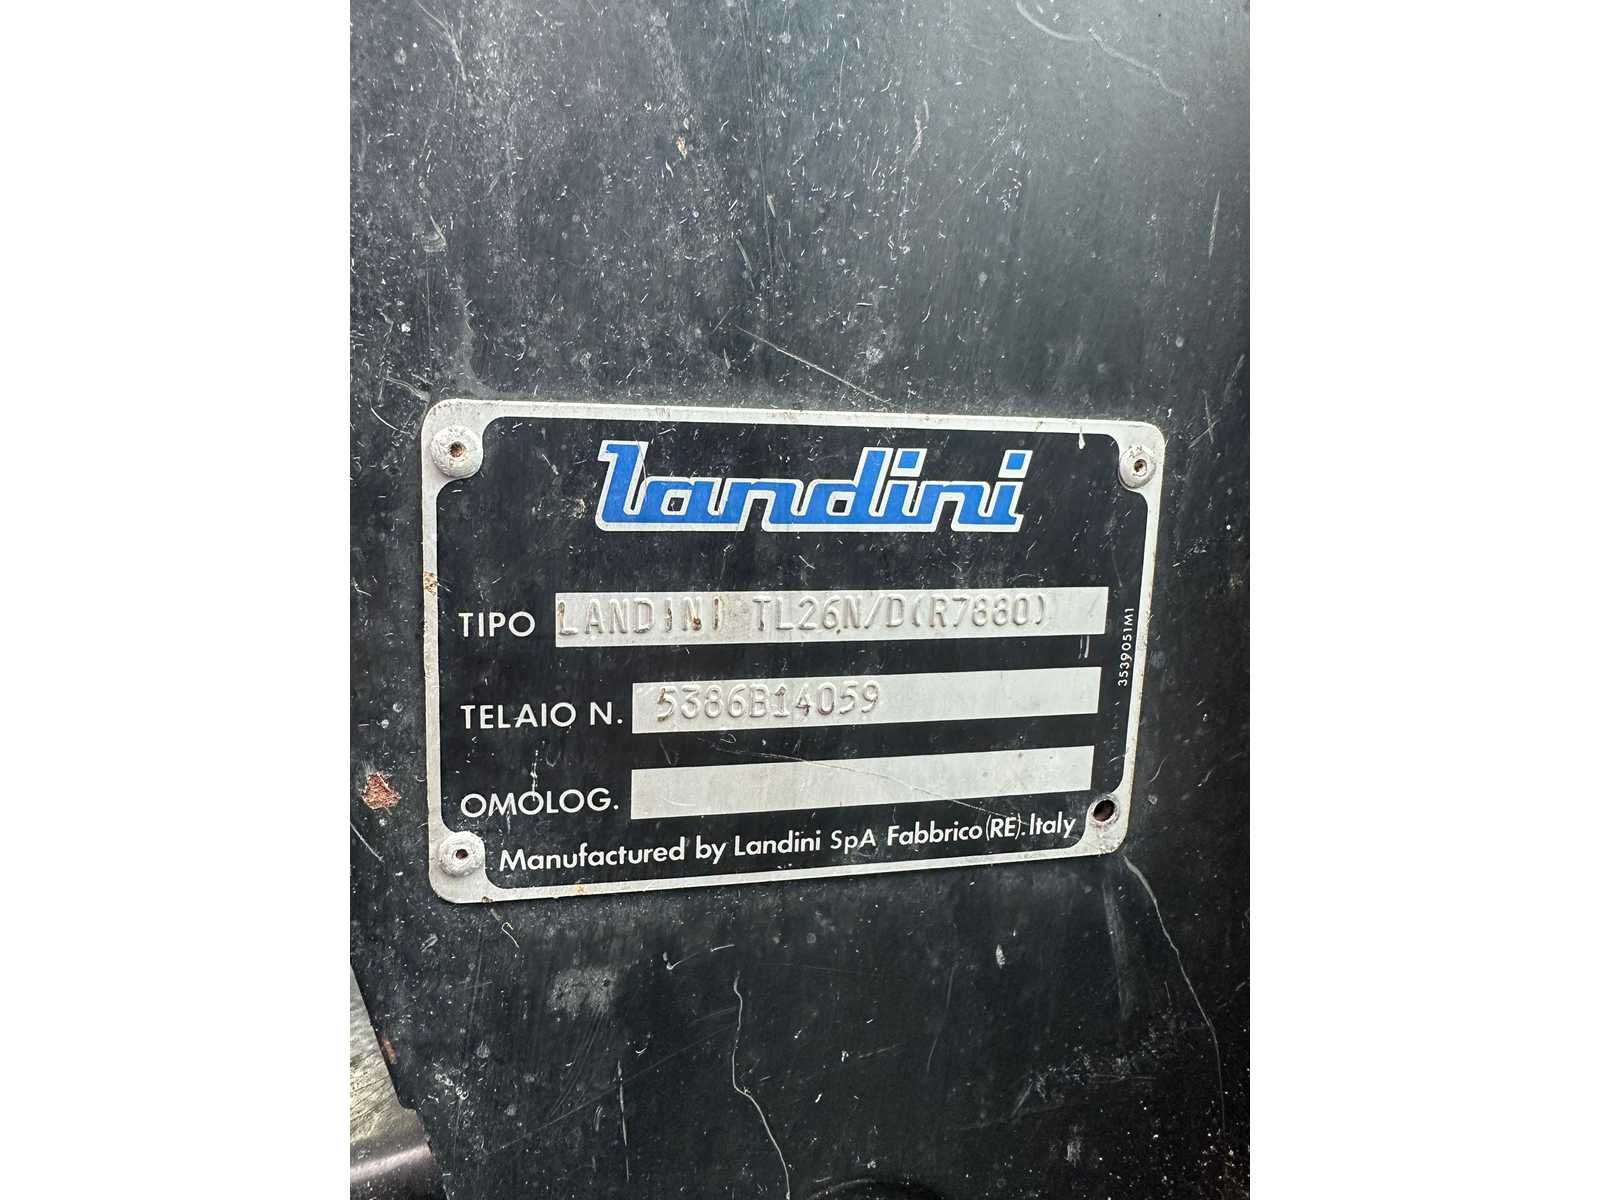 Landini
TIPO LANDINI TL26N/D(R7880)
TELAIO N. 5386B14059
OMOLOG.
Manufactured by Landini SpA Fabbrico (RE). Italy
3539051M1